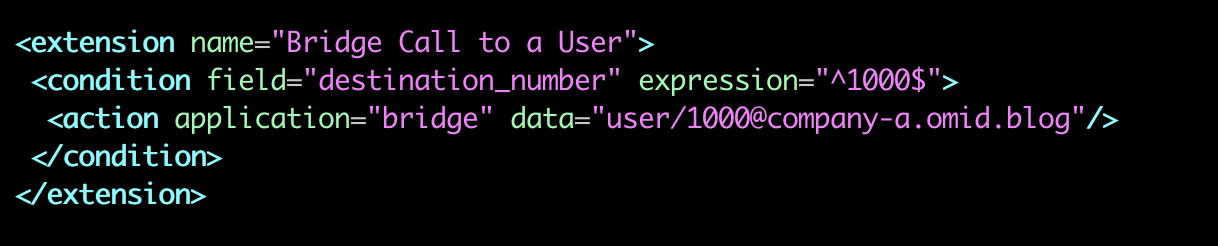 <extension name="Bridge Call to a User">
<condition field="destination_number" expression="^1000$">
<action application="bridge" data="user/1000@company-a.omid.blog"/>
</condition>
</extension>